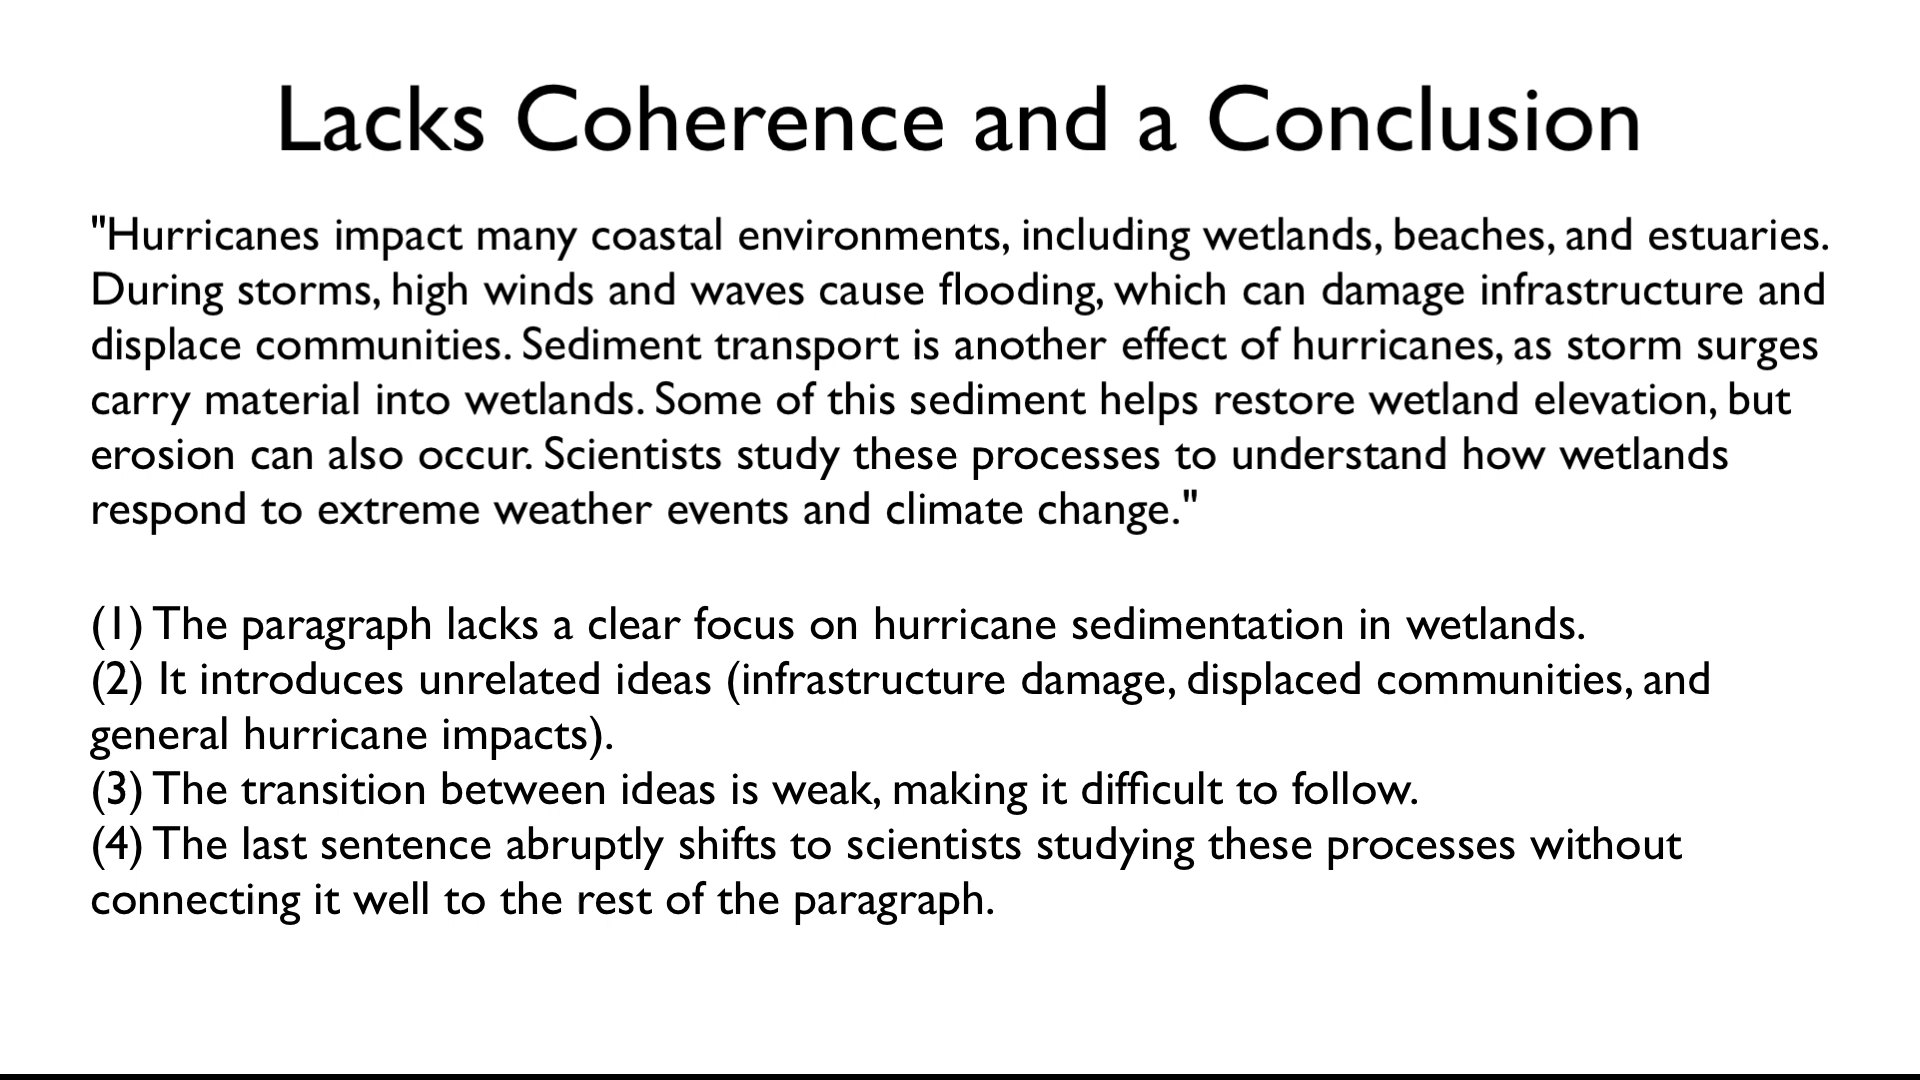 Lacks Coherence and a Conclusion
"Hurricanes impact many coastal environments, including wetlands, beaches, and estuaries.
During storms, high winds and waves cause flooding, which can damage infrastructure and
displace communities. Sediment transport is another effect of hurricanes, as storm surges
carry material into wetlands. Some of this sediment helps restore wetland elevation, but
erosion can also occur. Scientists study these processes to understand how wetlands
respond to extreme weather events and climate change."
(1) The paragraph lacks a clear focus on hurricane sedimentation in wetlands.
(2) It introduces unrelated ideas (infrastructure damage, displaced communities, and
general hurricane impacts).
(3) The transition between ideas is weak, making it difficult to follow.
(4) The last sentence abruptly shifts to scientists studying these processes without
connecting it well to the rest of the paragraph.